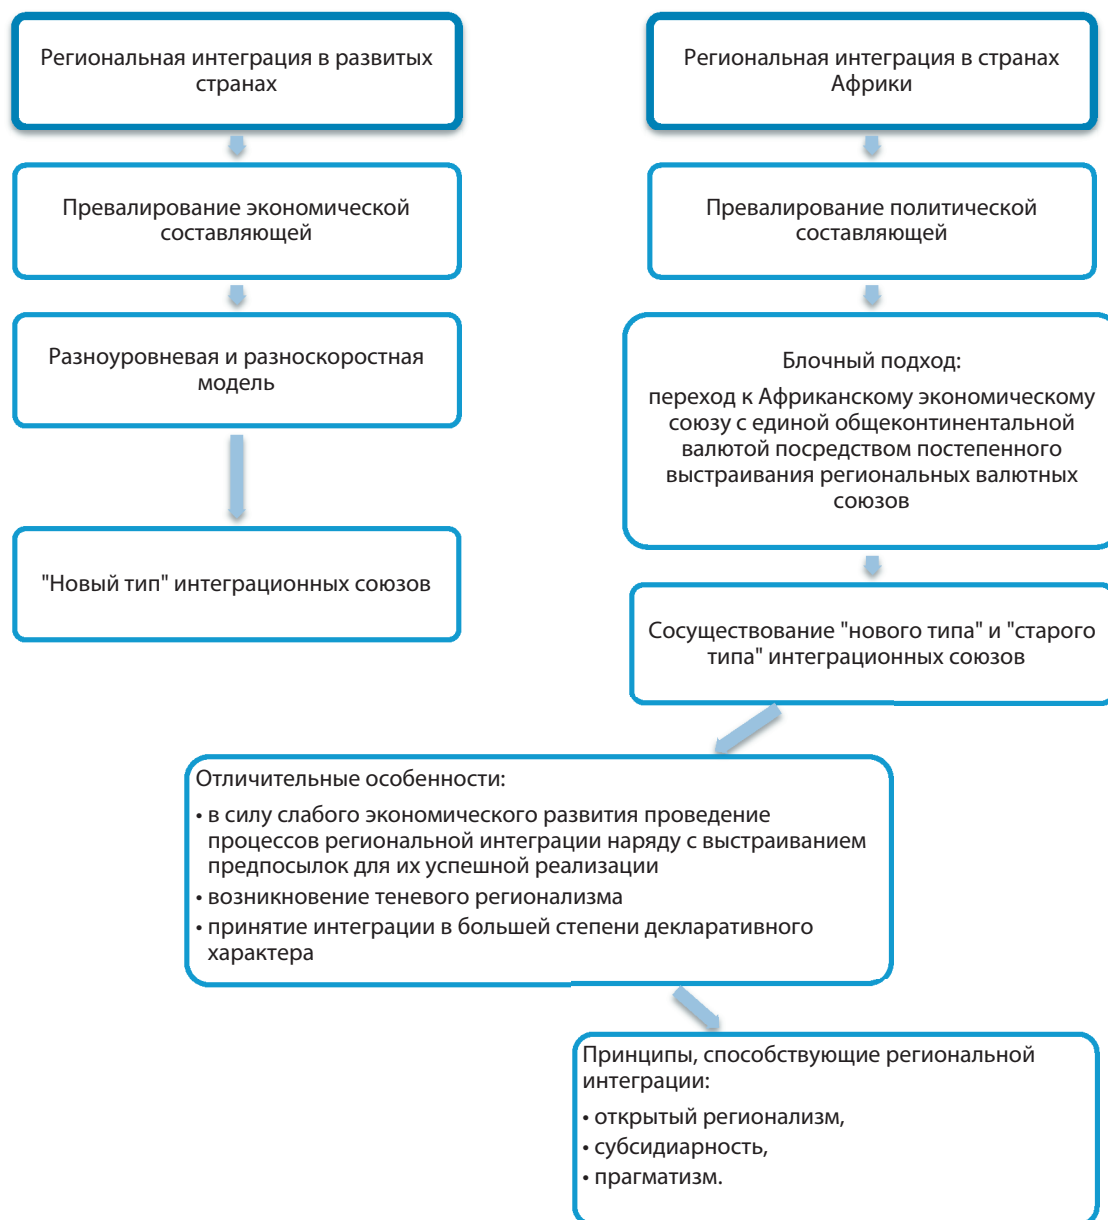 Региональная интеграция в развитых
странах
Превалирование экономической
составляющей
Разноуровневая и разноскоростная
модель
"Новый тип" интеграционных союзов
Региональная интеграция в странах
Африки
Превалирование политической
составляющей
Блочный подход:
переход к Африканскому экономическому
союзу с единой общеконтинентальной
валютой посредством постепенного
выстраивания региональных валютных
союзов
Сосуществование "нового типа" и "старого
типа" интеграционных союзов
Отличительные особенности:
• в силу слабого экономического развития проведение
процессов региональной интеграции наряду с выстраиванием
предпосылок для их успешной реализации
• возникновение теневого регионализма
• принятие интеграции в большей степени декларативного
характера
Принципы, способствующие региональной
интеграции:
• открытый регионализм,
• субсидиарность,
• прагматизм.